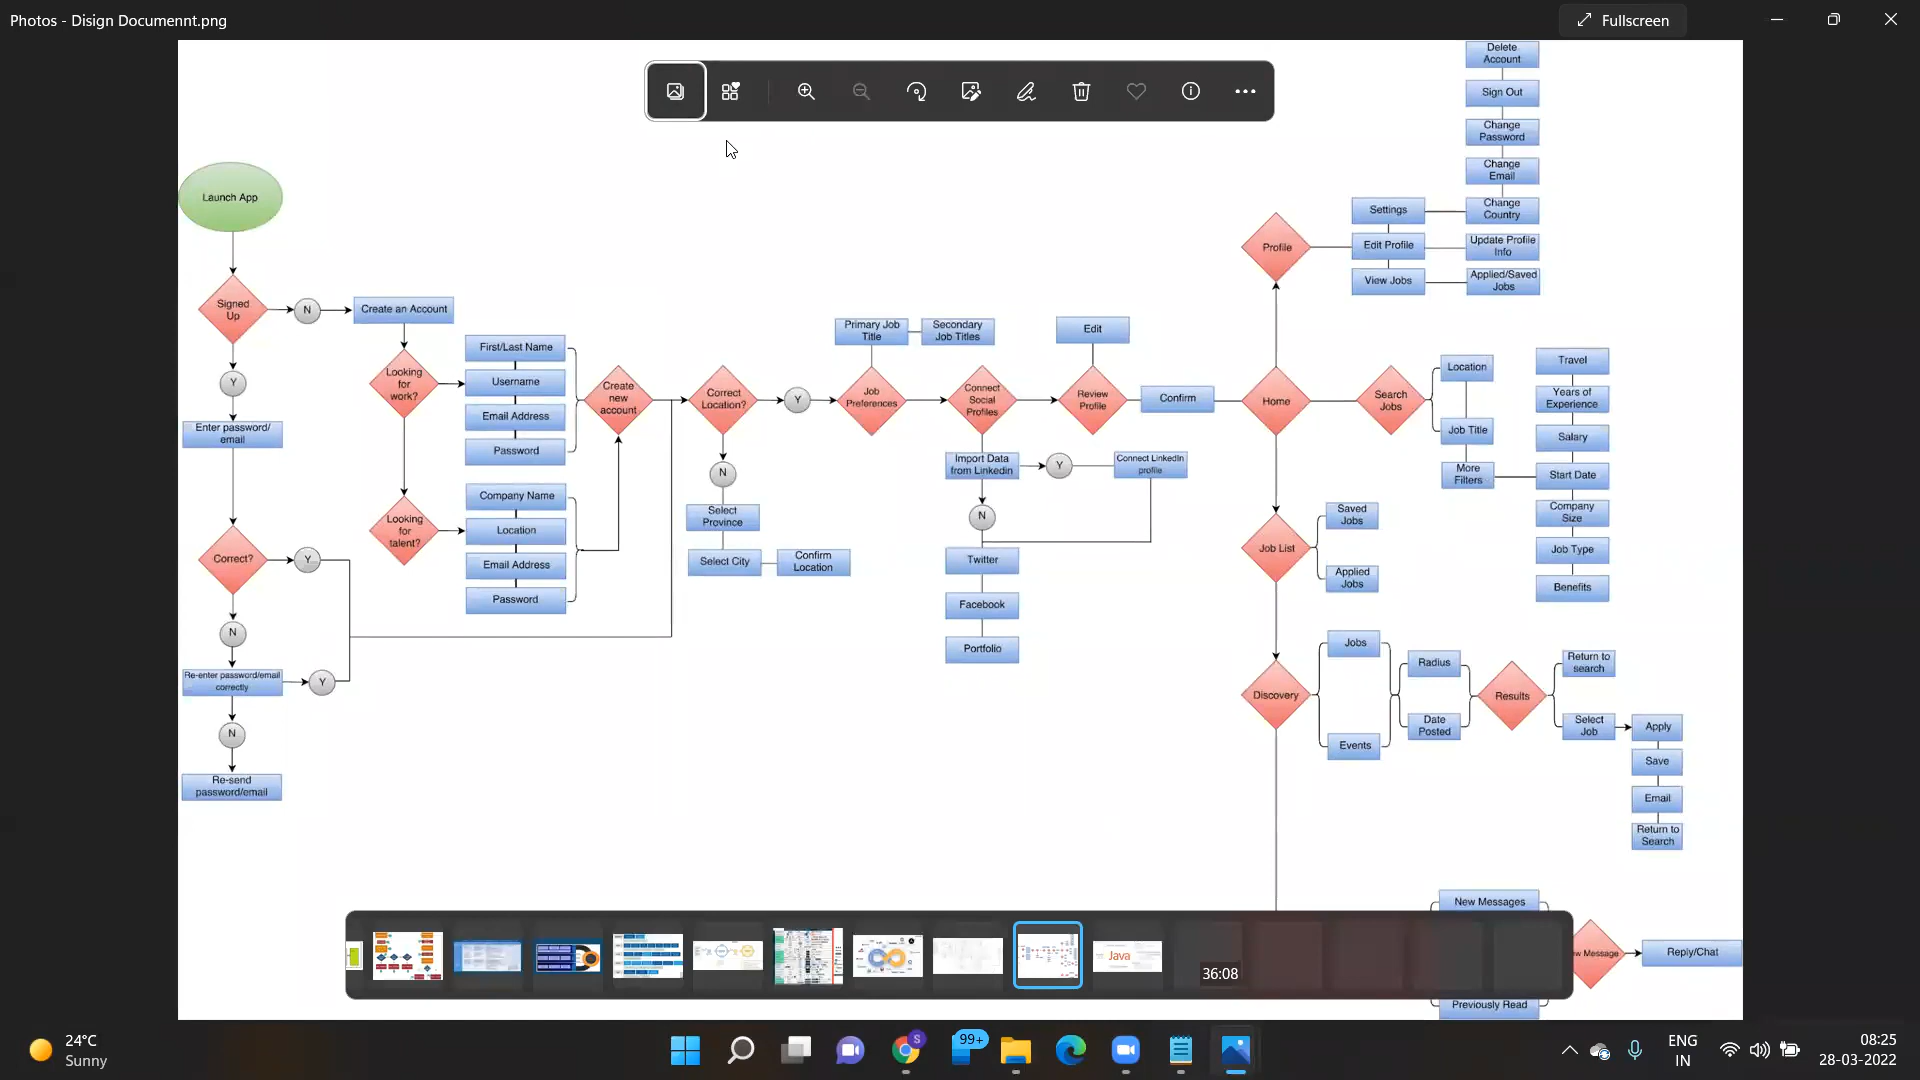 Photos - Disign Documennt.png
Fullscreen
Delete
Account
Sign Out
Change
Password
Change
Email
Change
Country
Settings
Edit Profile
Update Profile
Info
View Jobs
Applied/Saved
Jobs
Profile
Launch App
Signed
Up
N
Create an Account
Y
Enter password/
email
Looking
for
work?
First/Last Name
Username
Email Address
Password
Create
new
account
Looking
for
talent?
Company Name
Location
Email Address
Password
Correct?
Y
N
Re-enter password/email
correctly
Y
N
Re-send
password/email
Correct
Location?
Y
N
Select
Province
Select City
Confirm
Location
Primary Job
Title
Secondary
Job Titles
Job
Preferences
Connect
Social
Profiles
Import Data
from Linkedin
Y
Connect LinkedIn
profile
N
Twitter
Facebook
Portfolio
Edit
Review
Profile
Confirm
Home
Search
Jobs
Location
Job Title
More
Filters
Travel
Years of
Experience
Salary
Start Date
Company
Size
Job Type
Benefits
Job List
Saved
Jobs
Applied
Jobs
Discovery
Jobs
Events
Radius
Date
Posted
Results
Return to
search
Select
Job
Apply
Save
Email
Return to
Search
New Messages
w Message
Reply/Chat
Previously Read
Java
36:08
24°C
Sunny
S
99+
ENG
IN
08:25
28-03-2022